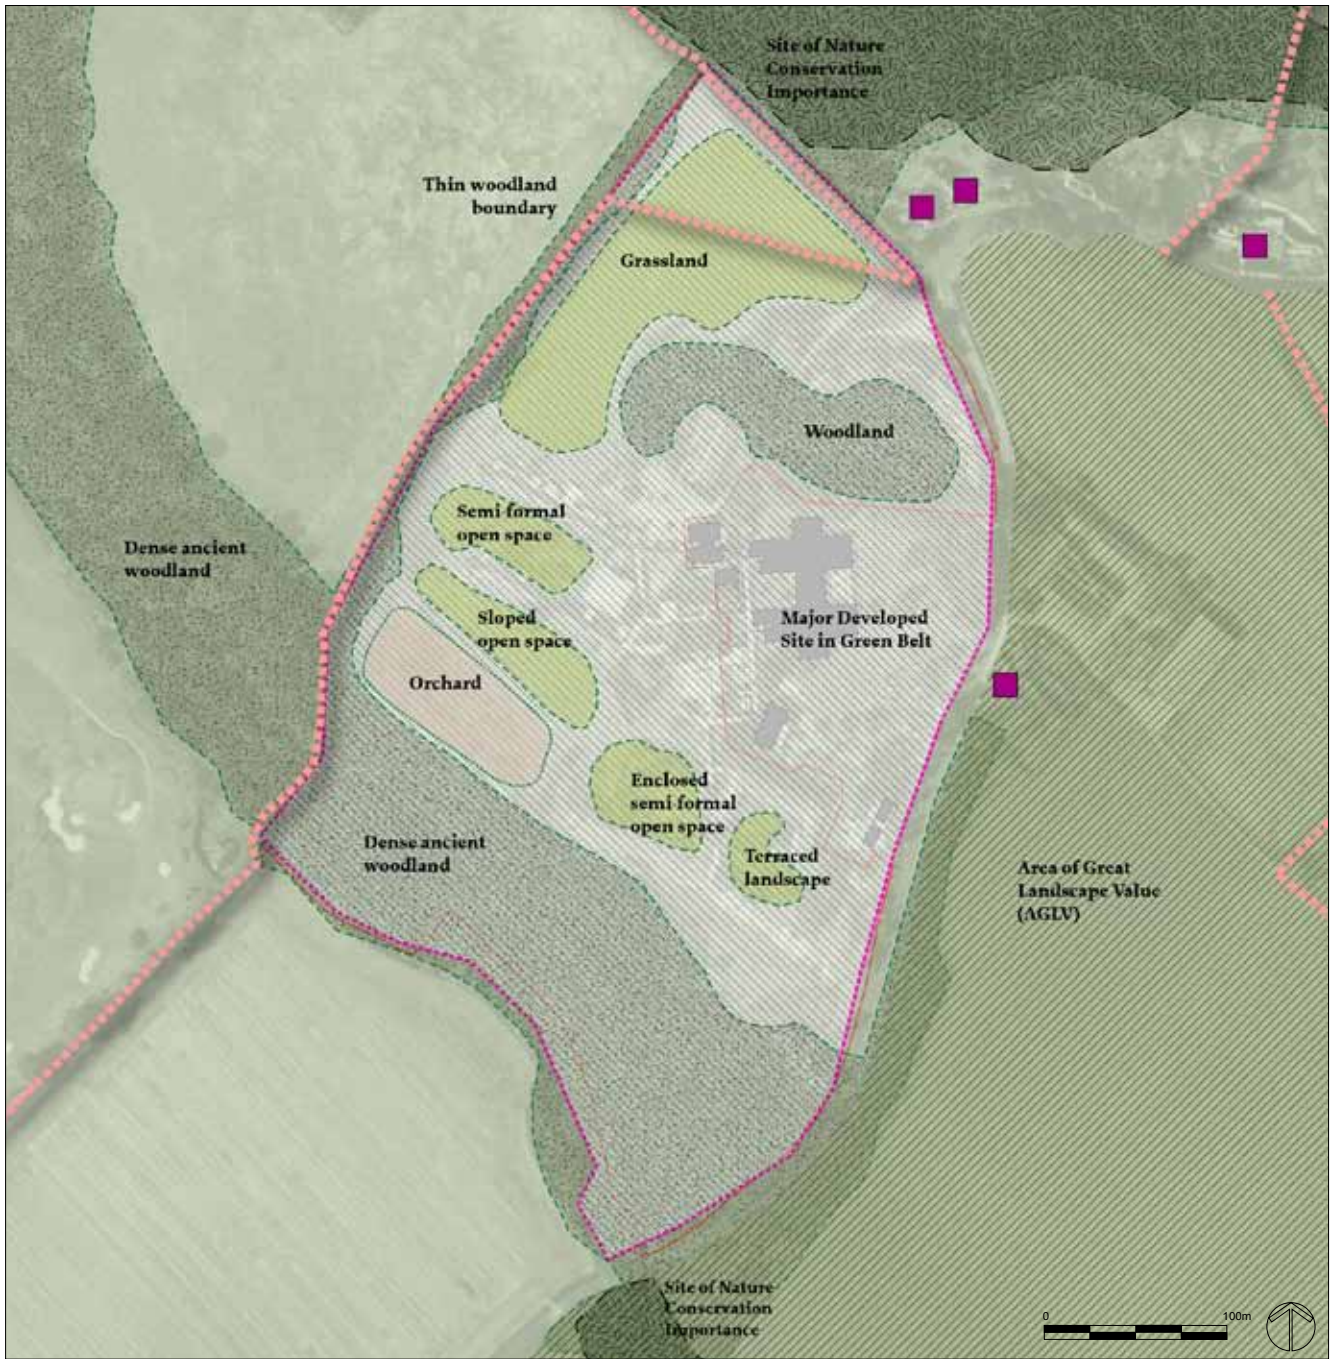 Site of Nature
Conservation
Importance
Thin woodland
boundary
Grassland
Woodland
Semi formal
open space
Dense ancient
woodland
Sloped
open space
Major Developed
Site in Green Belt
Orchard
Enclosed
semi formal
open space
Dense ancient
woodland
Terraced
landscape
Area of Great
Landscape Value
(AGLV)
Site of Nature
Conservation
Importance
0 100m